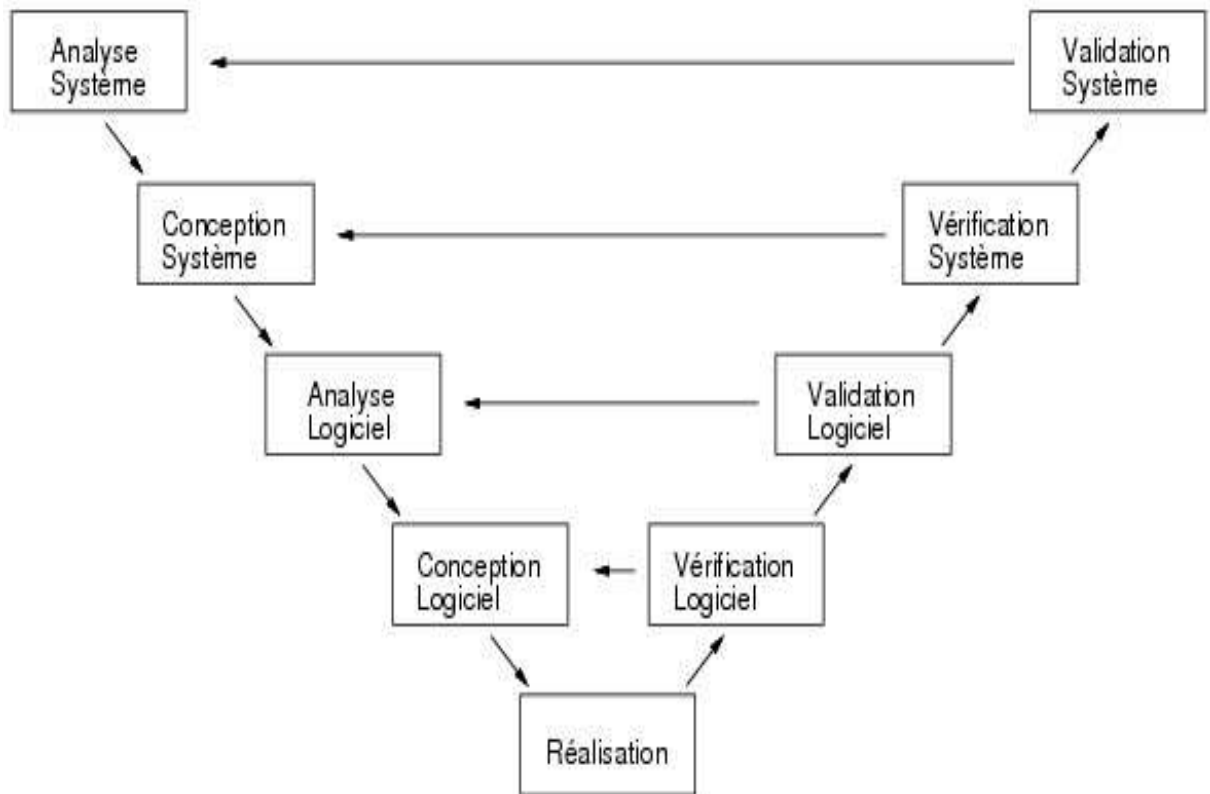 Analyse
Système
Validation
Système
Conception
Système
Vérification
Système
Analyse
Logiciel
Validation
Logiciel
Conception
Logiciel
Vérification
Logiciel
Réalisation